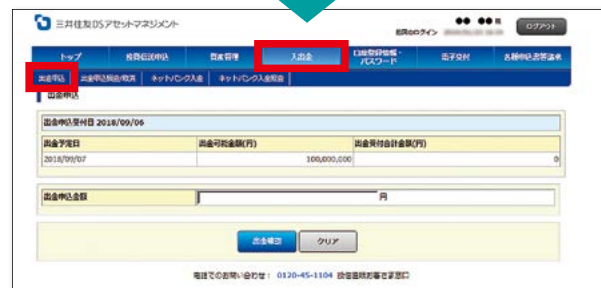 三井住友DSアセットマネジメント
前回のログイン
ログアウト
トップ 投資信託申込 資産管理 入出金 口座登録情報・パスワード 電子交付 各種申込書等請求
出金申込 出金申込照会/取消 ネットバンク入金 ネットバンク入金照会
出金申込
出金申込受付日 2018/09/06
出金予定日 出金可能金額(円) 出金受付合計金額(円)
2018/09/07 100,000,000 0
出金申込金額 円
出金確認 クリア
電話でのお問い合わせ： 0120-45-1104 投信直販お客さま窓口